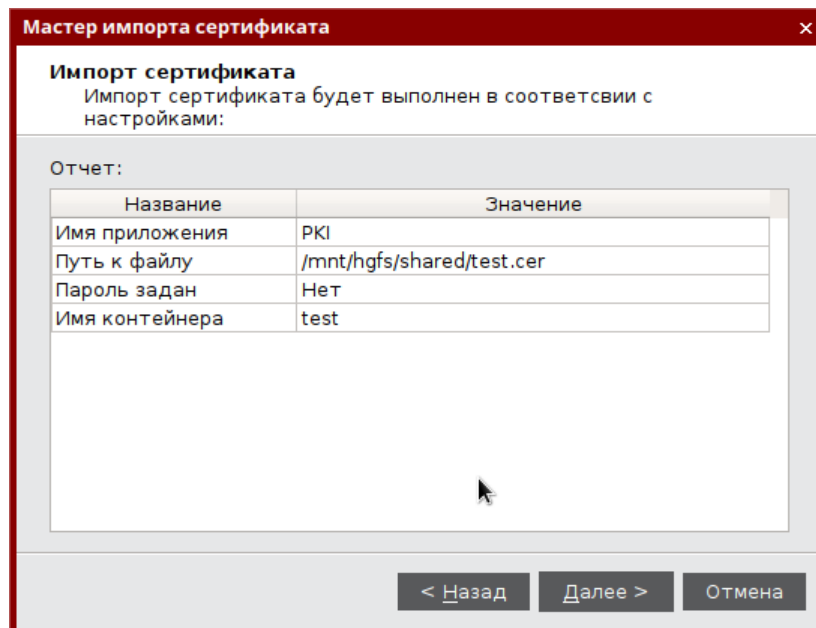 Мастер импорта сертификата
Импорт сертификата
Импорт сертификата будет выполнен в соответсвии с
настройками:
Отчет:
Название Значение
Имя приложения PKI
Путь к файлу /mnt/hgfs/shared/test.cer
Пароль задан Нет
Имя контейнера test
< Назад Далее > Отмена